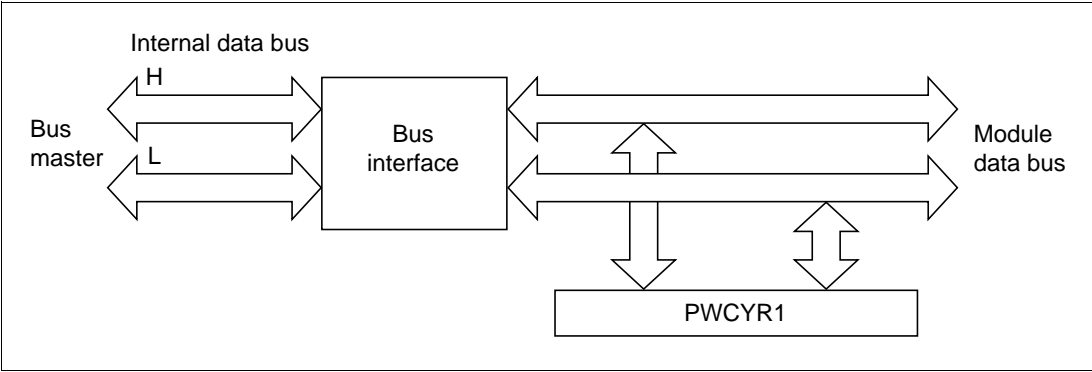 Internal data bus
H
Bus
master
L
Bus
interface
Module
data bus
PWCYR1